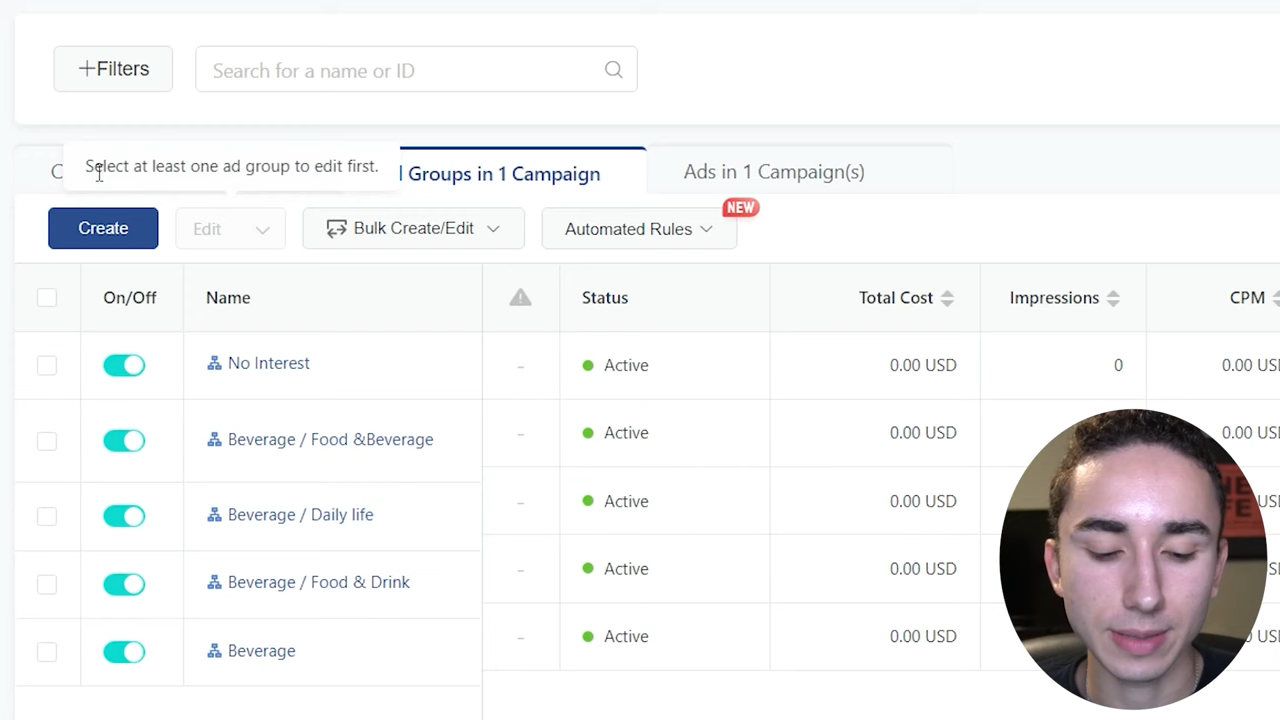 +Filters
Search for a name or ID
C
Select at least one ad group to edit first.
Groups in 1 Campaign
Ads in 1 Campaign(s)
Create
Edit
Bulk Create/Edit
Automated Rules
NEW
On/Off
Name
Status
Total Cost
Impressions
CPM
No Interest
-
Active
0.00 USD
0
0.00 US
Beverage / Food &Beverage
-
Active
0.00 USD
0.00 US
Beverage / Daily life
-
Active
0.00 USD
Beverage / Food & Drink
-
Active
0.00 USD
Beverage
-
Active
0.00 USD